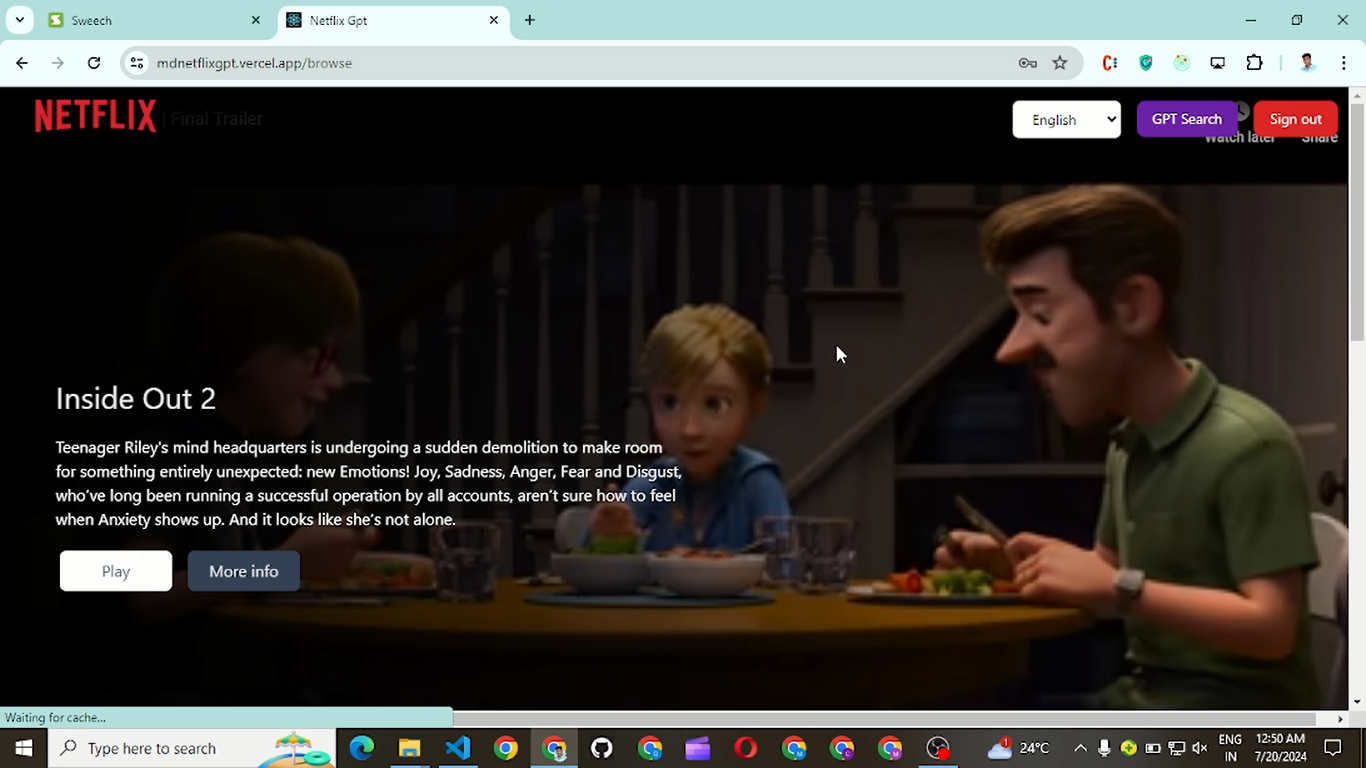 Sweech
Netflix Gpt
mdnetflixgpt.vercel.app/browse
NETFLIX | Final Trailer
English
GPT Search
Sign out
Watch later
Share
Inside Out 2
Teenager Riley's mind headquarters is undergoing a sudden demolition to make room
for something entirely unexpected: new Emotions! Joy, Sadness, Anger, Fear and Disgust,
who've long been running a successful operation by all accounts, aren't sure how to feel
when Anxiety shows up. And it looks like she's not alone.
Play
More info
Waiting for cache...
Type here to search
24°C
ENG
IN
12:50 AM
7/20/2024